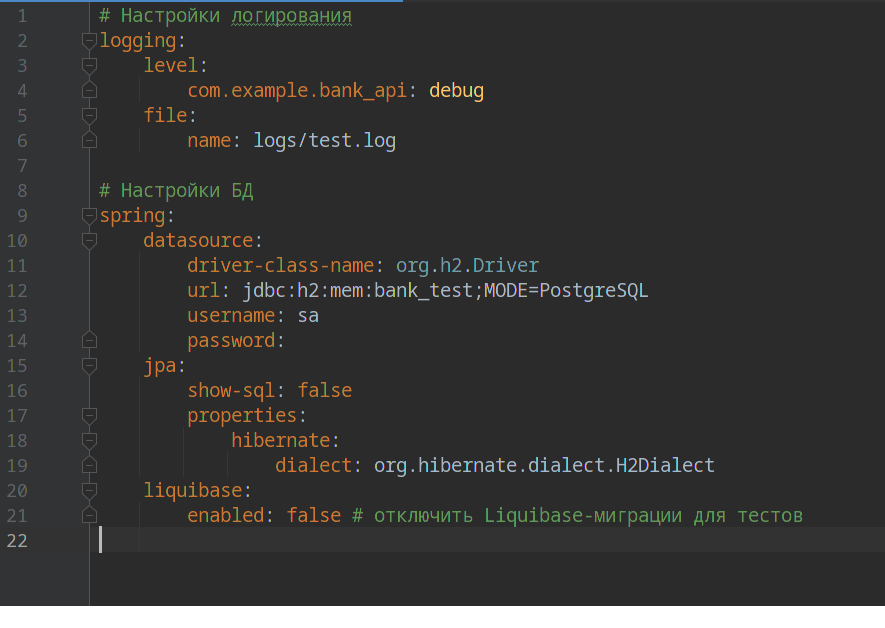 1 # Настройки логирования
2 logging:
3     level:
4         com.example.bank_api: debug
5     file:
6         name: logs/test.log
7
8 # Настройки БД
9 spring:
10     datasource:
11         driver-class-name: org.h2.Driver
12         url: jdbc:h2:mem:bank_test;MODE=PostgreSQL
13         username: sa
14         password:
15     jpa:
16         show-sql: false
17         properties:
18             hibernate:
19                 dialect: org.hibernate.dialect.H2Dialect
20     liquibase:
21         enabled: false # отключить Liquibase-миграции для тестов
22